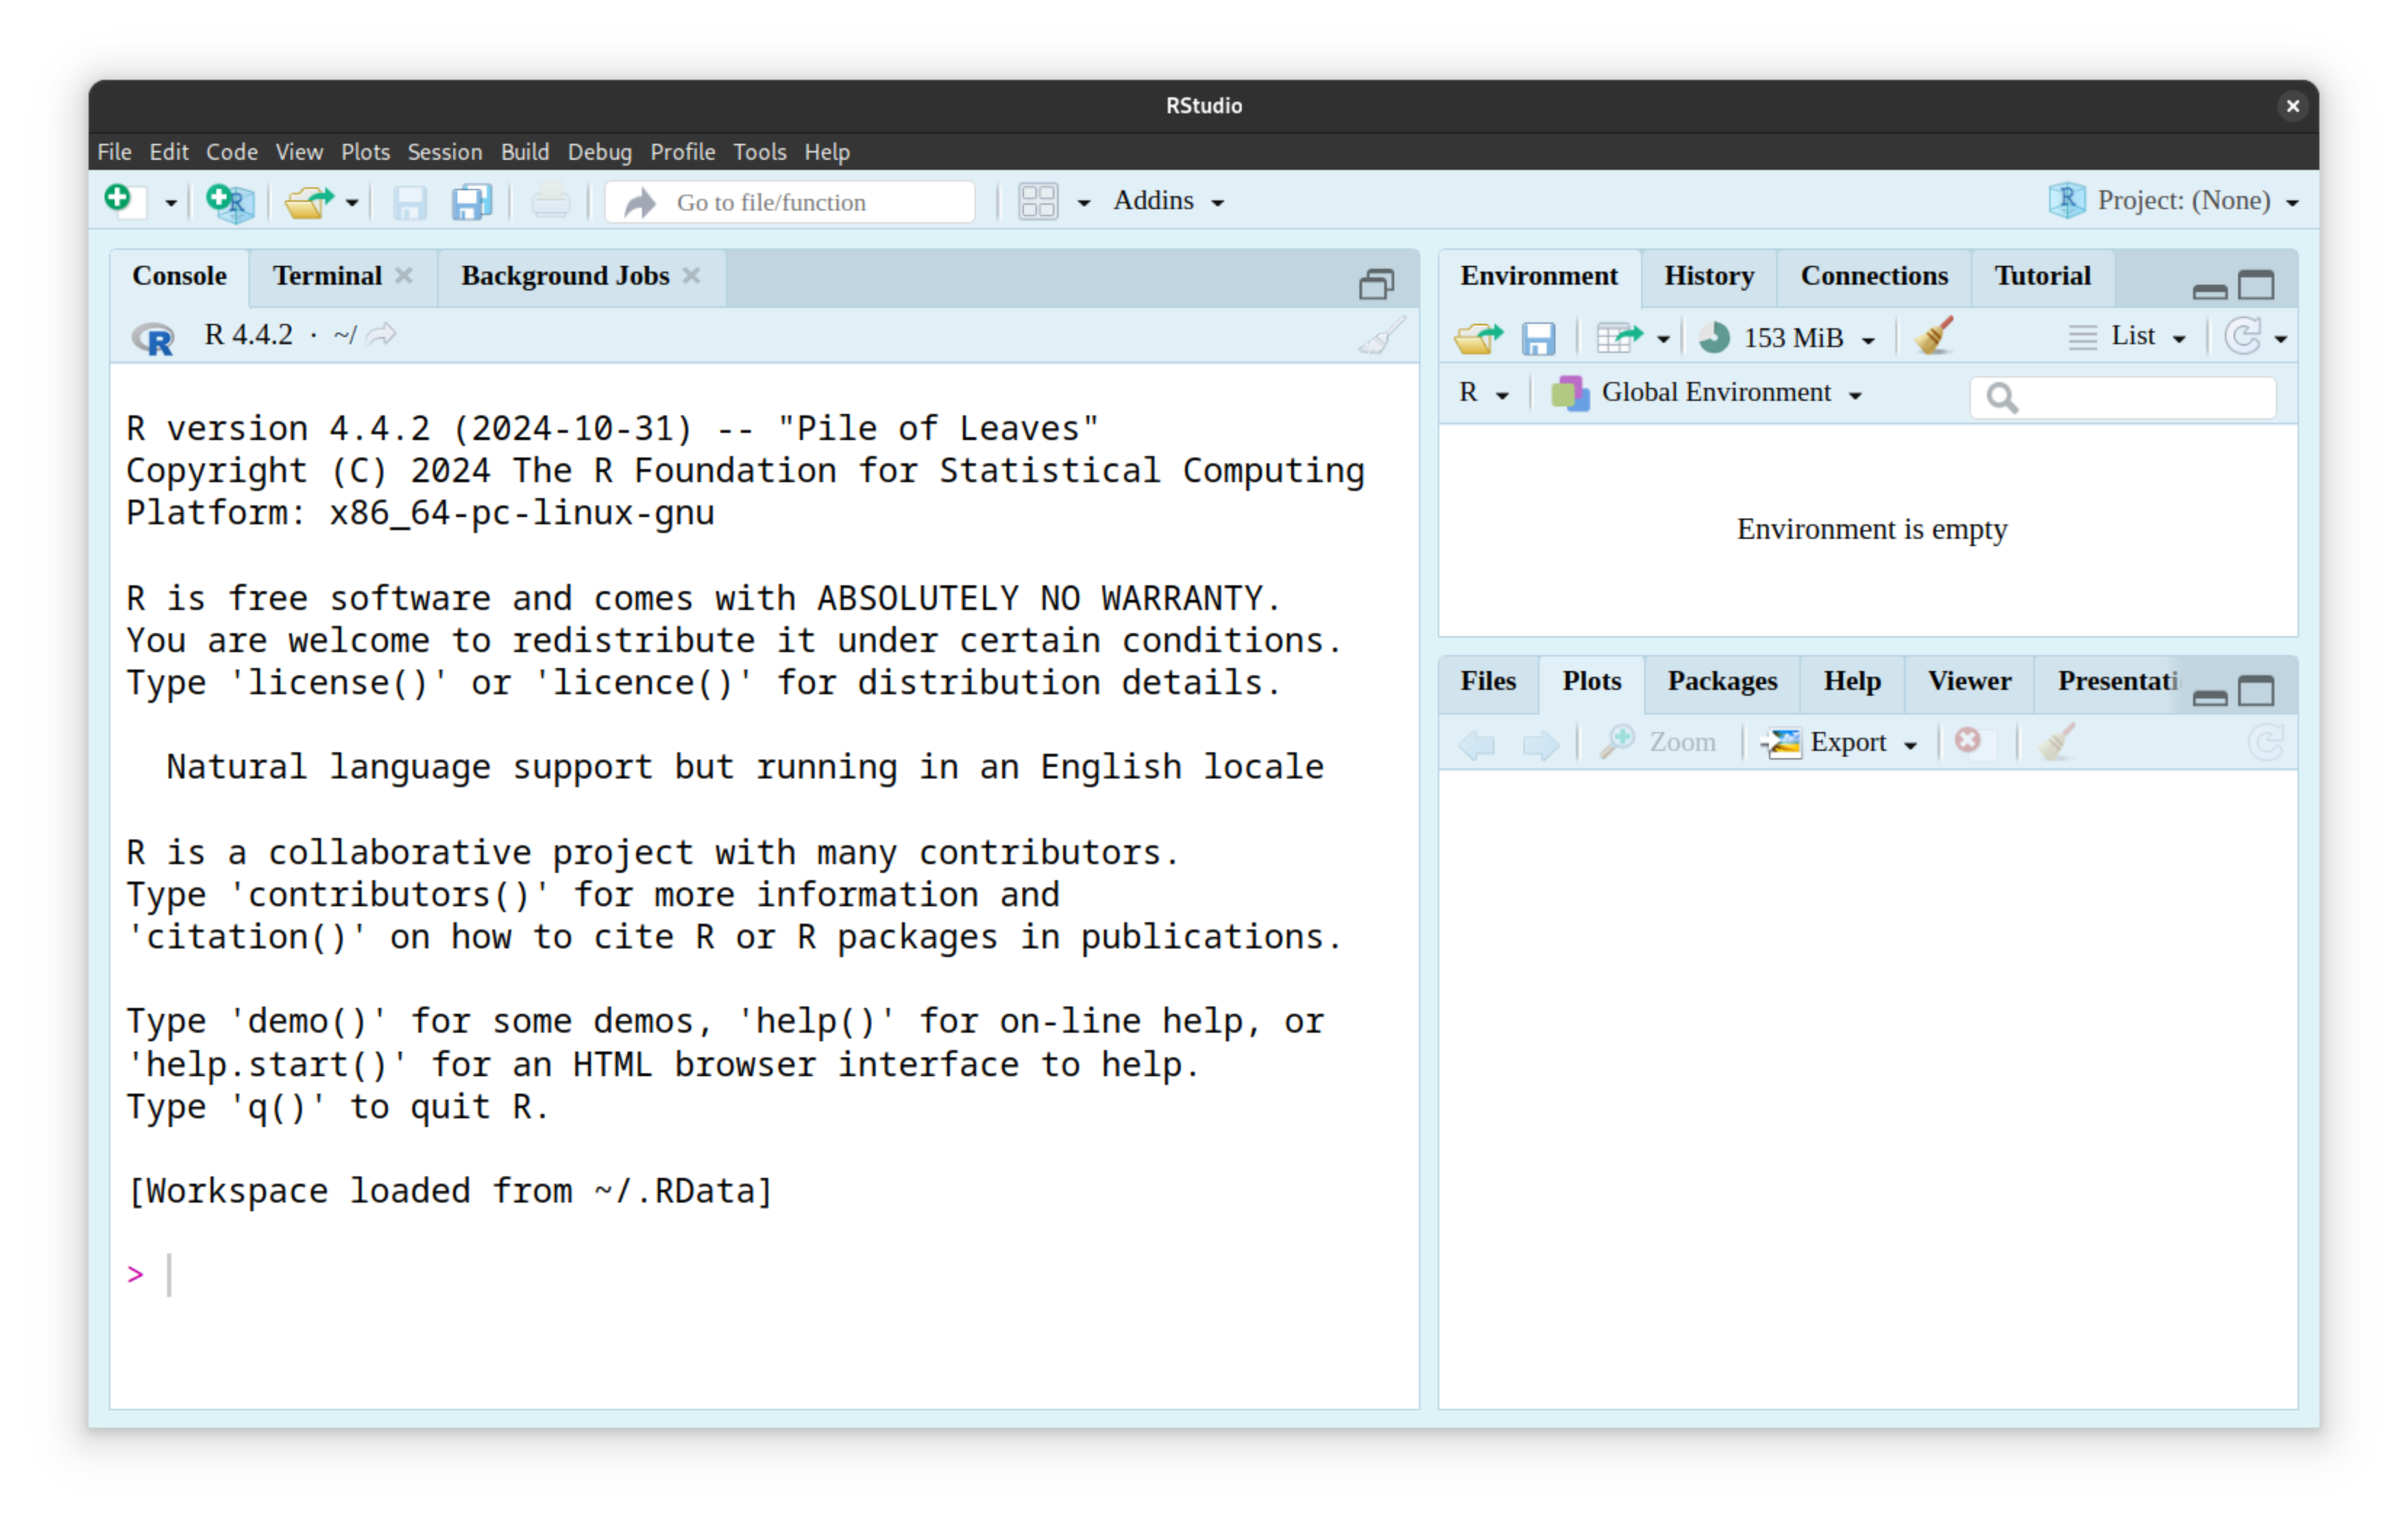 RStudio
File Edit Code View Plots Session Build Debug Profile Tools Help
Go to file/function Addins Project: (None)
Console Terminal Background Jobs
R 4.4.2 · ~/
R version 4.4.2 (2024-10-31) -- "Pile of Leaves"
Copyright (C) 2024 The R Foundation for Statistical Computing
Platform: x86_64-pc-linux-gnu
R is free software and comes with ABSOLUTELY NO WARRANTY.
You are welcome to redistribute it under certain conditions.
Type 'license()' or 'licence()' for distribution details.
Natural language support but running in an English locale
R is a collaborative project with many contributors.
Type 'contributors()' for more information and
'citation()' on how to cite R or R packages in publications.
Type 'demo()' for some demos, 'help()' for on-line help, or
'help.start()' for an HTML browser interface to help.
Type 'q()' to quit R.
[Workspace loaded from ~/.RData]
>
Environment History Connections Tutorial
153 MiB List
R Global Environment
Environment is empty
Files Plots Packages Help Viewer Presentati
Zoom Export